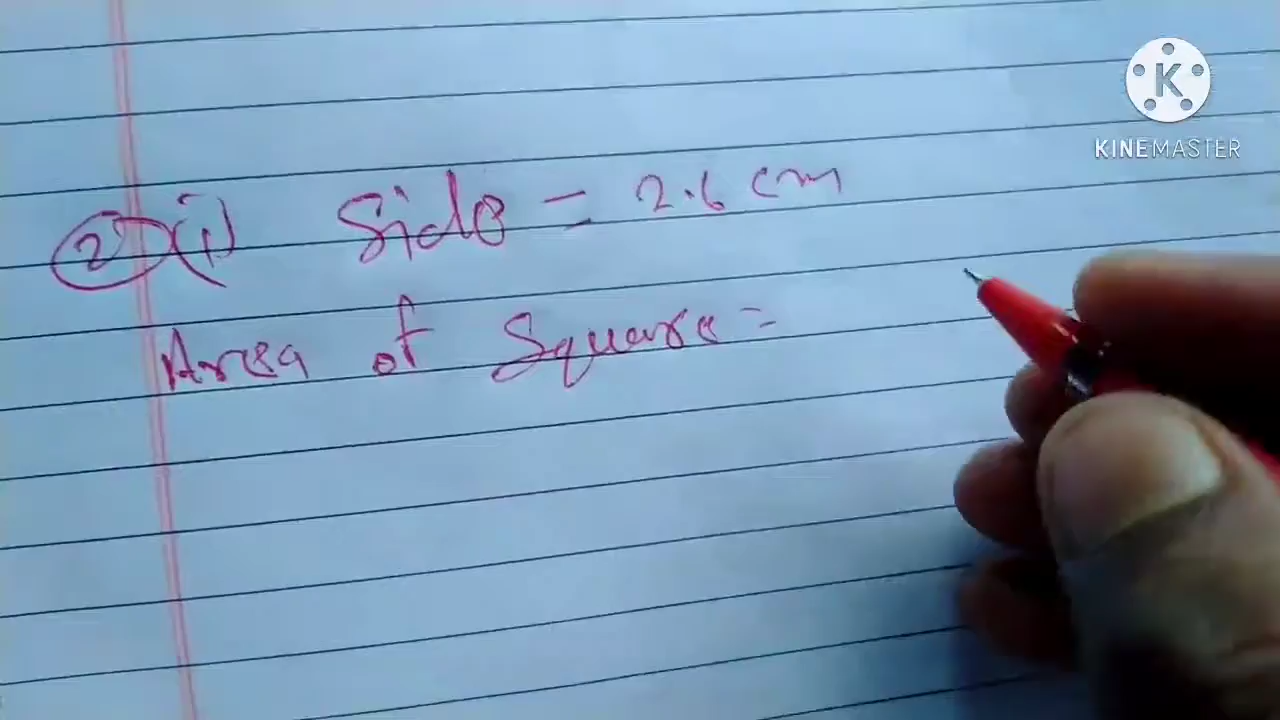 2) (i) Side = 2.6 cm
Area of Square =
K
KINEMASTER